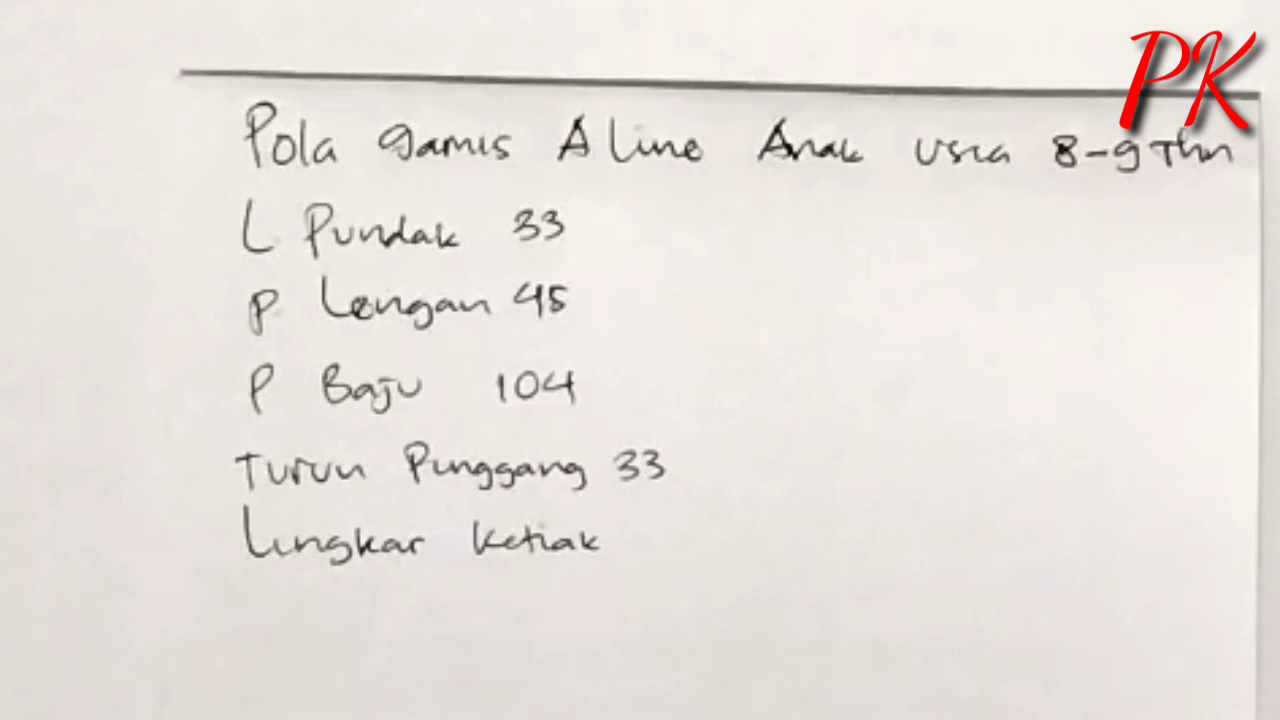 PK
Pola gamis A line Anak usia 8-9 Thn
L Pundak 33
P Lengan 45
P Baju 104
Turun Punggang 33
Lingkar Ketiak